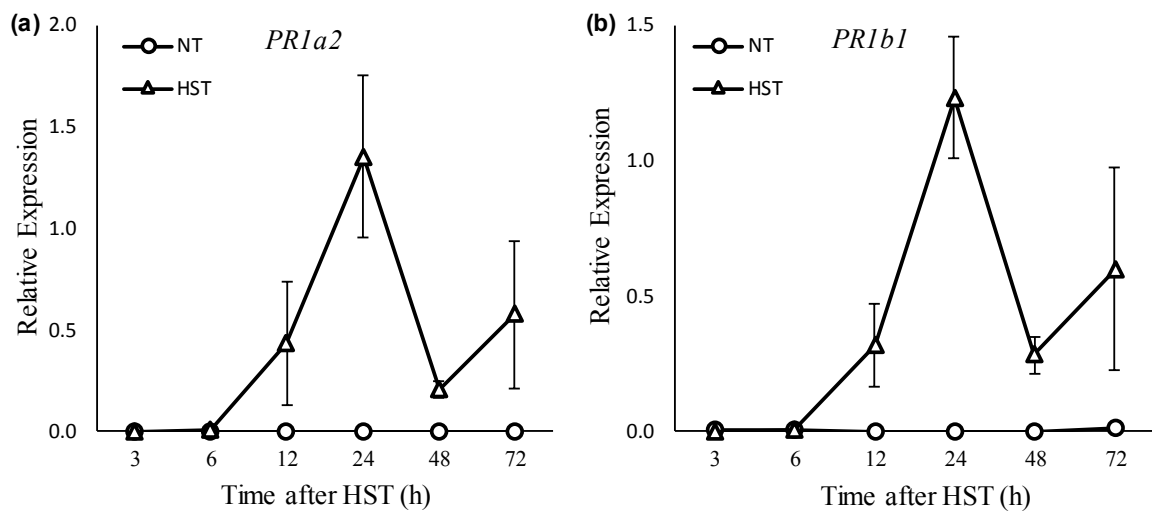 (a)
PR1a2
NT
HST
2.0
1.5
1.0
0.5
0.0
Relative Expression
3 6 12 24 48 72
Time after HST (h)
(b)
PR1b1
NT
HST
1.5
1.0
0.5
0.0
Relative Expression
3 6 12 24 48 72
Time after HST (h)